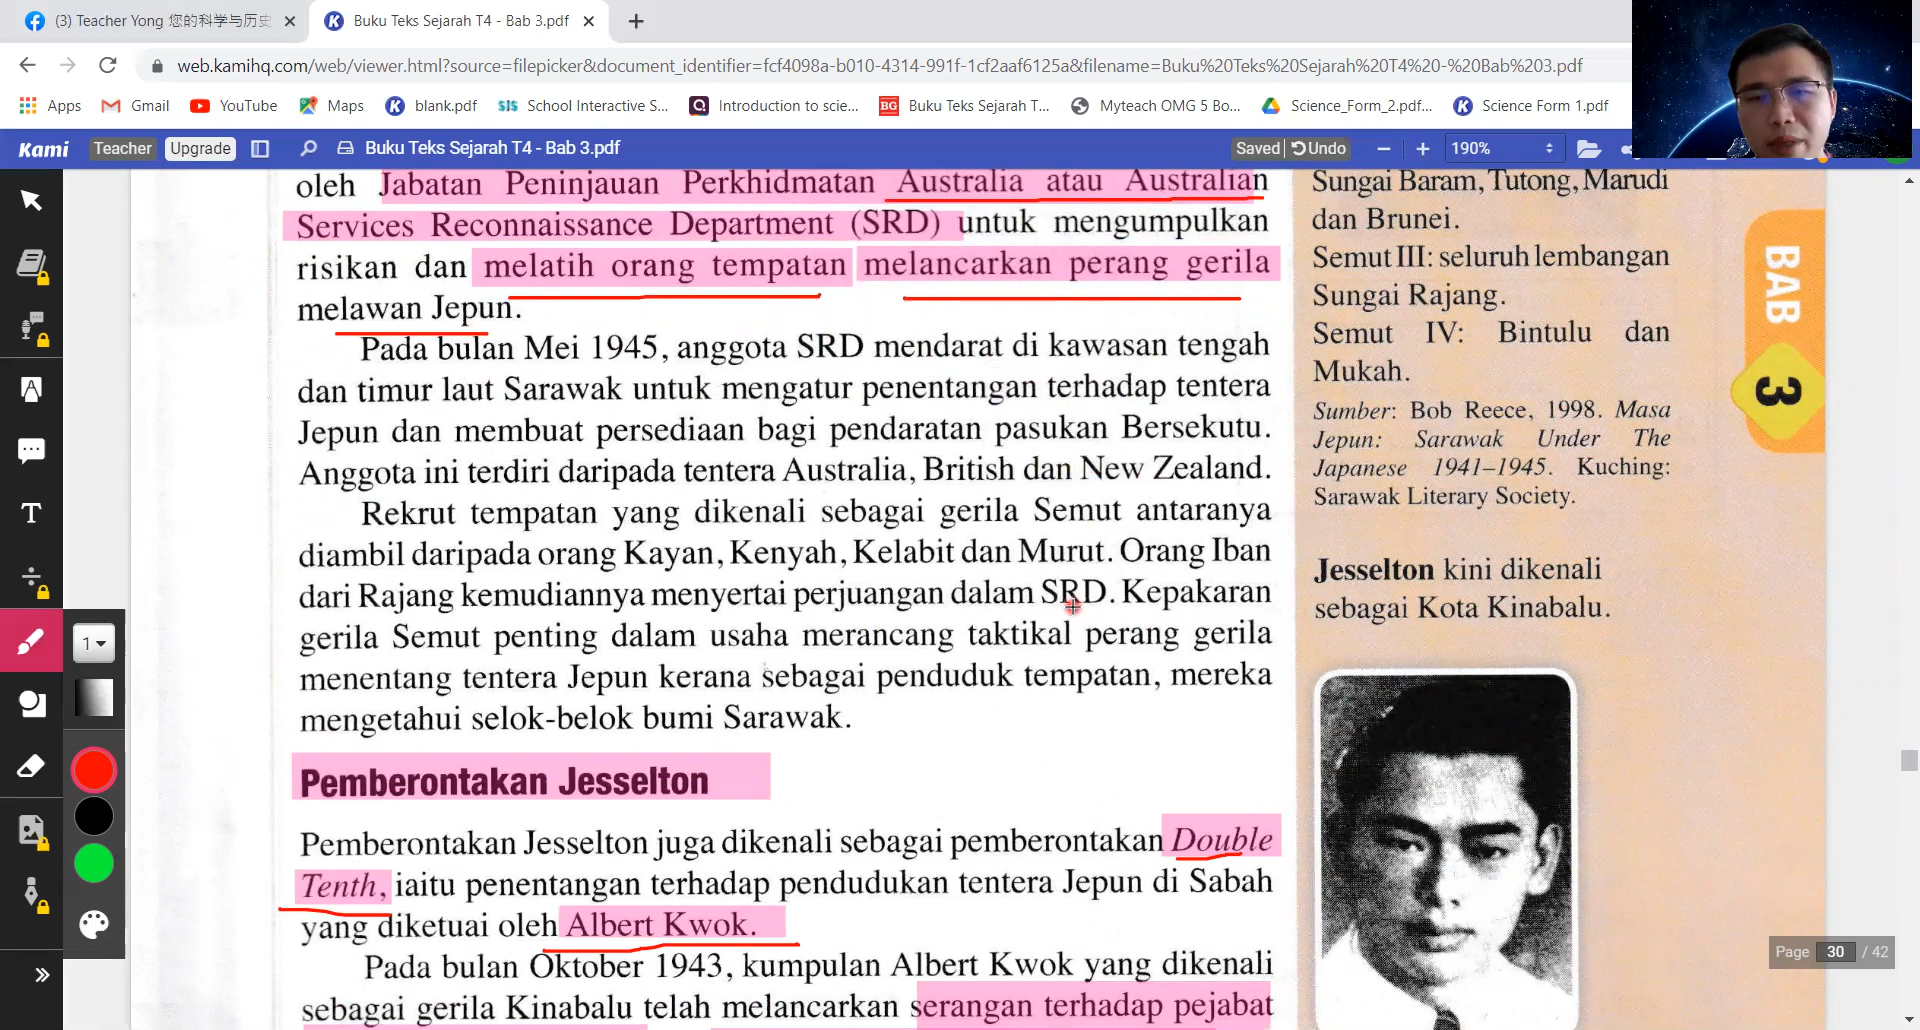 (3) Teacher Yong 您的科学与历史
Buku Teks Sejarah T4 - Bab 3.pdf
web.kamihq.com/web/viewer.html?source=filepicker&document_identifier=fcf4098a-b010-4314-991f-1cf2aaf6125a&filename=Buku%20Teks%20Sejarah%20T4%20-%20Bab%203.pdf
Apps
Gmail
YouTube
Maps
blank.pdf
School Interactive S...
Introduction to scie...
Buku Teks Sejarah T...
Myteach OMG 5 Bo...
Science_Form_2.pdf...
Science Form 1.pdf
Kami
Teacher
Upgrade
Buku Teks Sejarah T4 - Bab 3.pdf
Saved
Undo
190%
oleh Jabatan Peninjauan Perkhidmatan Australia atau Australian
Services Reconnaissance Department (SRD) untuk mengumpulkan
risikan dan melatih orang tempatan melancarkan perang gerila
melawan Jepun.
Pada bulan Mei 1945, anggota SRD mendarat di kawasan tengah
dan timur laut Sarawak untuk mengatur penentangan terhadap tentera
Jepun dan membuat persediaan bagi pendaratan pasukan Bersekutu.
Anggota ini terdiri daripada tentera Australia, British dan New Zealand.
Rekrut tempatan yang dikenali sebagai gerila Semut antaranya
diambil daripada orang Kayan, Kenyah, Kelabit dan Murut. Orang Iban
dari Rajang kemudiannya menyertai perjuangan dalam SRD. Kepakaran
gerila Semut penting dalam usaha merancang taktikal perang gerila
menentang tentera Jepun kerana sebagai penduduk tempatan, mereka
mengetahui selok-belok bumi Sarawak.
Pemberontakan Jesselton
Pemberontakan Jesselton juga dikenali sebagai pemberontakan Double
Tenth, iaitu penentangan terhadap pendudukan tentera Jepun di Sabah
yang diketuai oleh Albert Kwok.
Pada bulan Oktober 1943, kumpulan Albert Kwok yang dikenali
sebagai gerila Kinabalu telah melancarkan serangan terhadap pejabat
Sungai Baram, Tutong, Marudi
dan Brunei.
Semut III: seluruh lembangan
Sungai Rajang.
Semut IV: Bintulu dan
Mukah.
Sumber: Bob Reece, 1998. Masa
Jepun: Sarawak Under The
Japanese 1941–1945. Kuching:
Sarawak Literary Society.
Jesselton kini dikenali
sebagai Kota Kinabalu.
BAB
3
1
Page 30 / 42